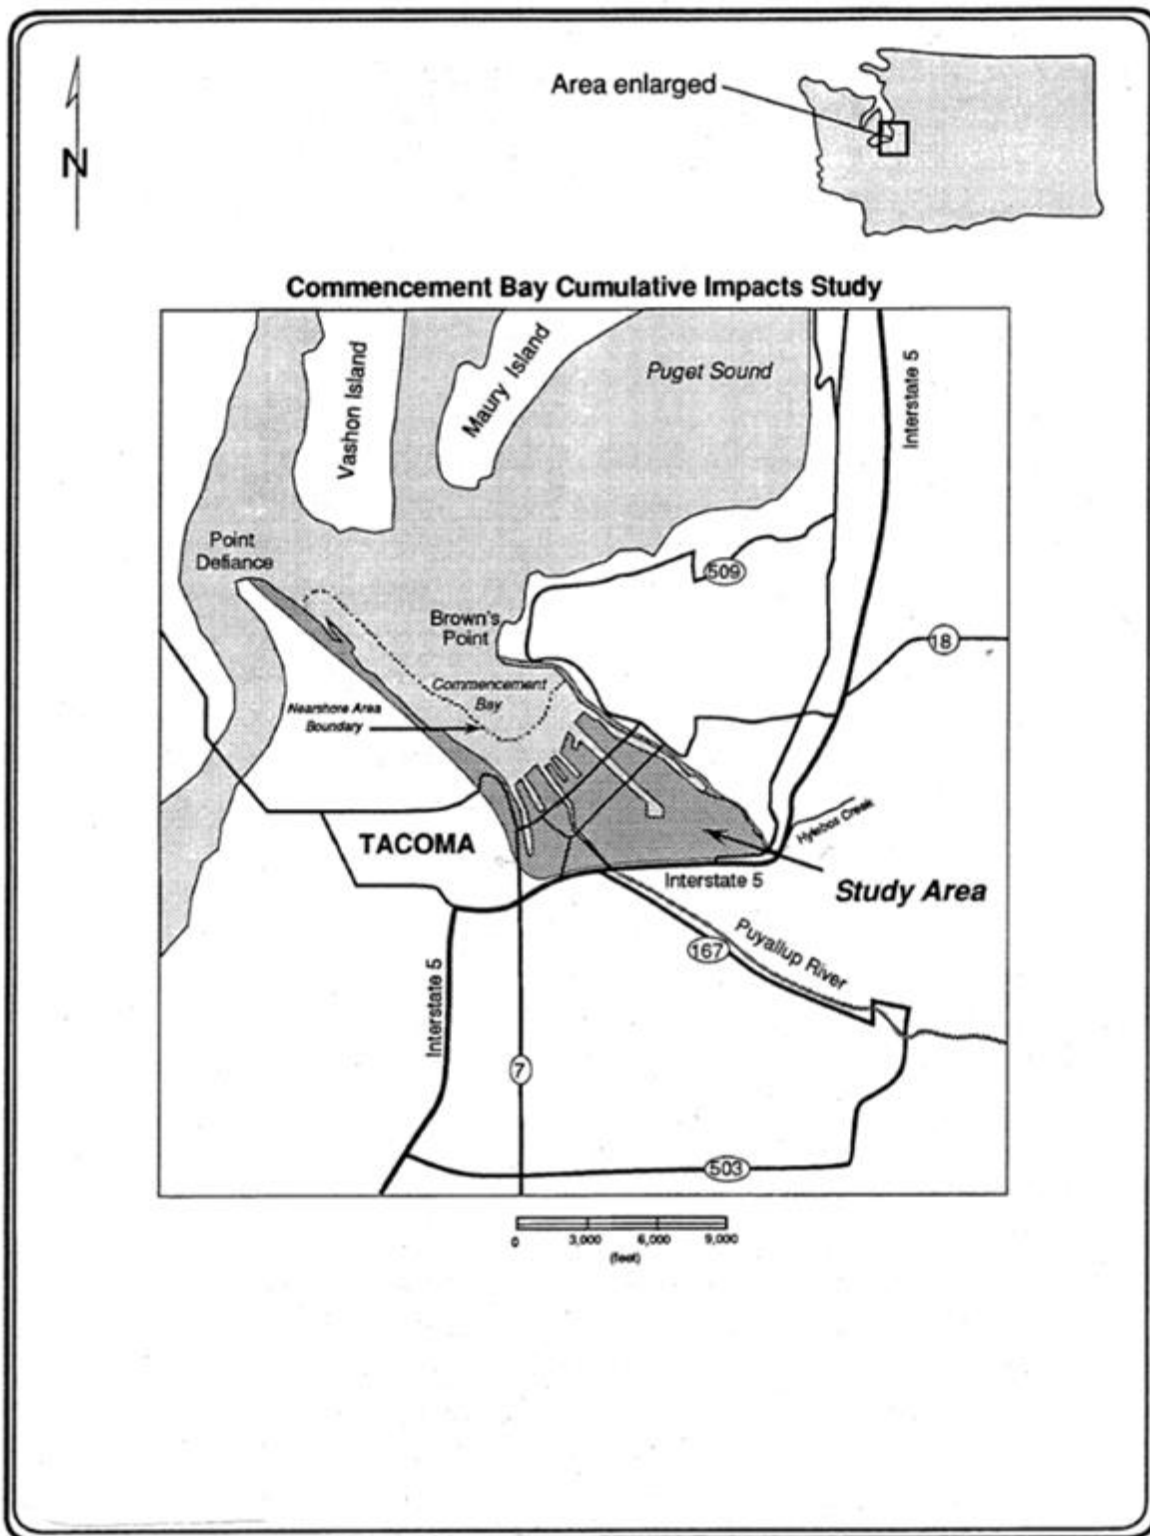 Area enlarged
N
Commencement Bay Cumulative Impacts Study
Vashon Island
Maury Island
Puget Sound
Interstate 5
Point
Defiance
509
Brown's
Point
18
Commencement
Bay
Nearshore Area
Boundary
Hylebos Creek
TACOMA
Interstate 5
Study Area
Puyallup River
167
Interstate 5
7
503
0 3,000 6,000 9,000
(feet)